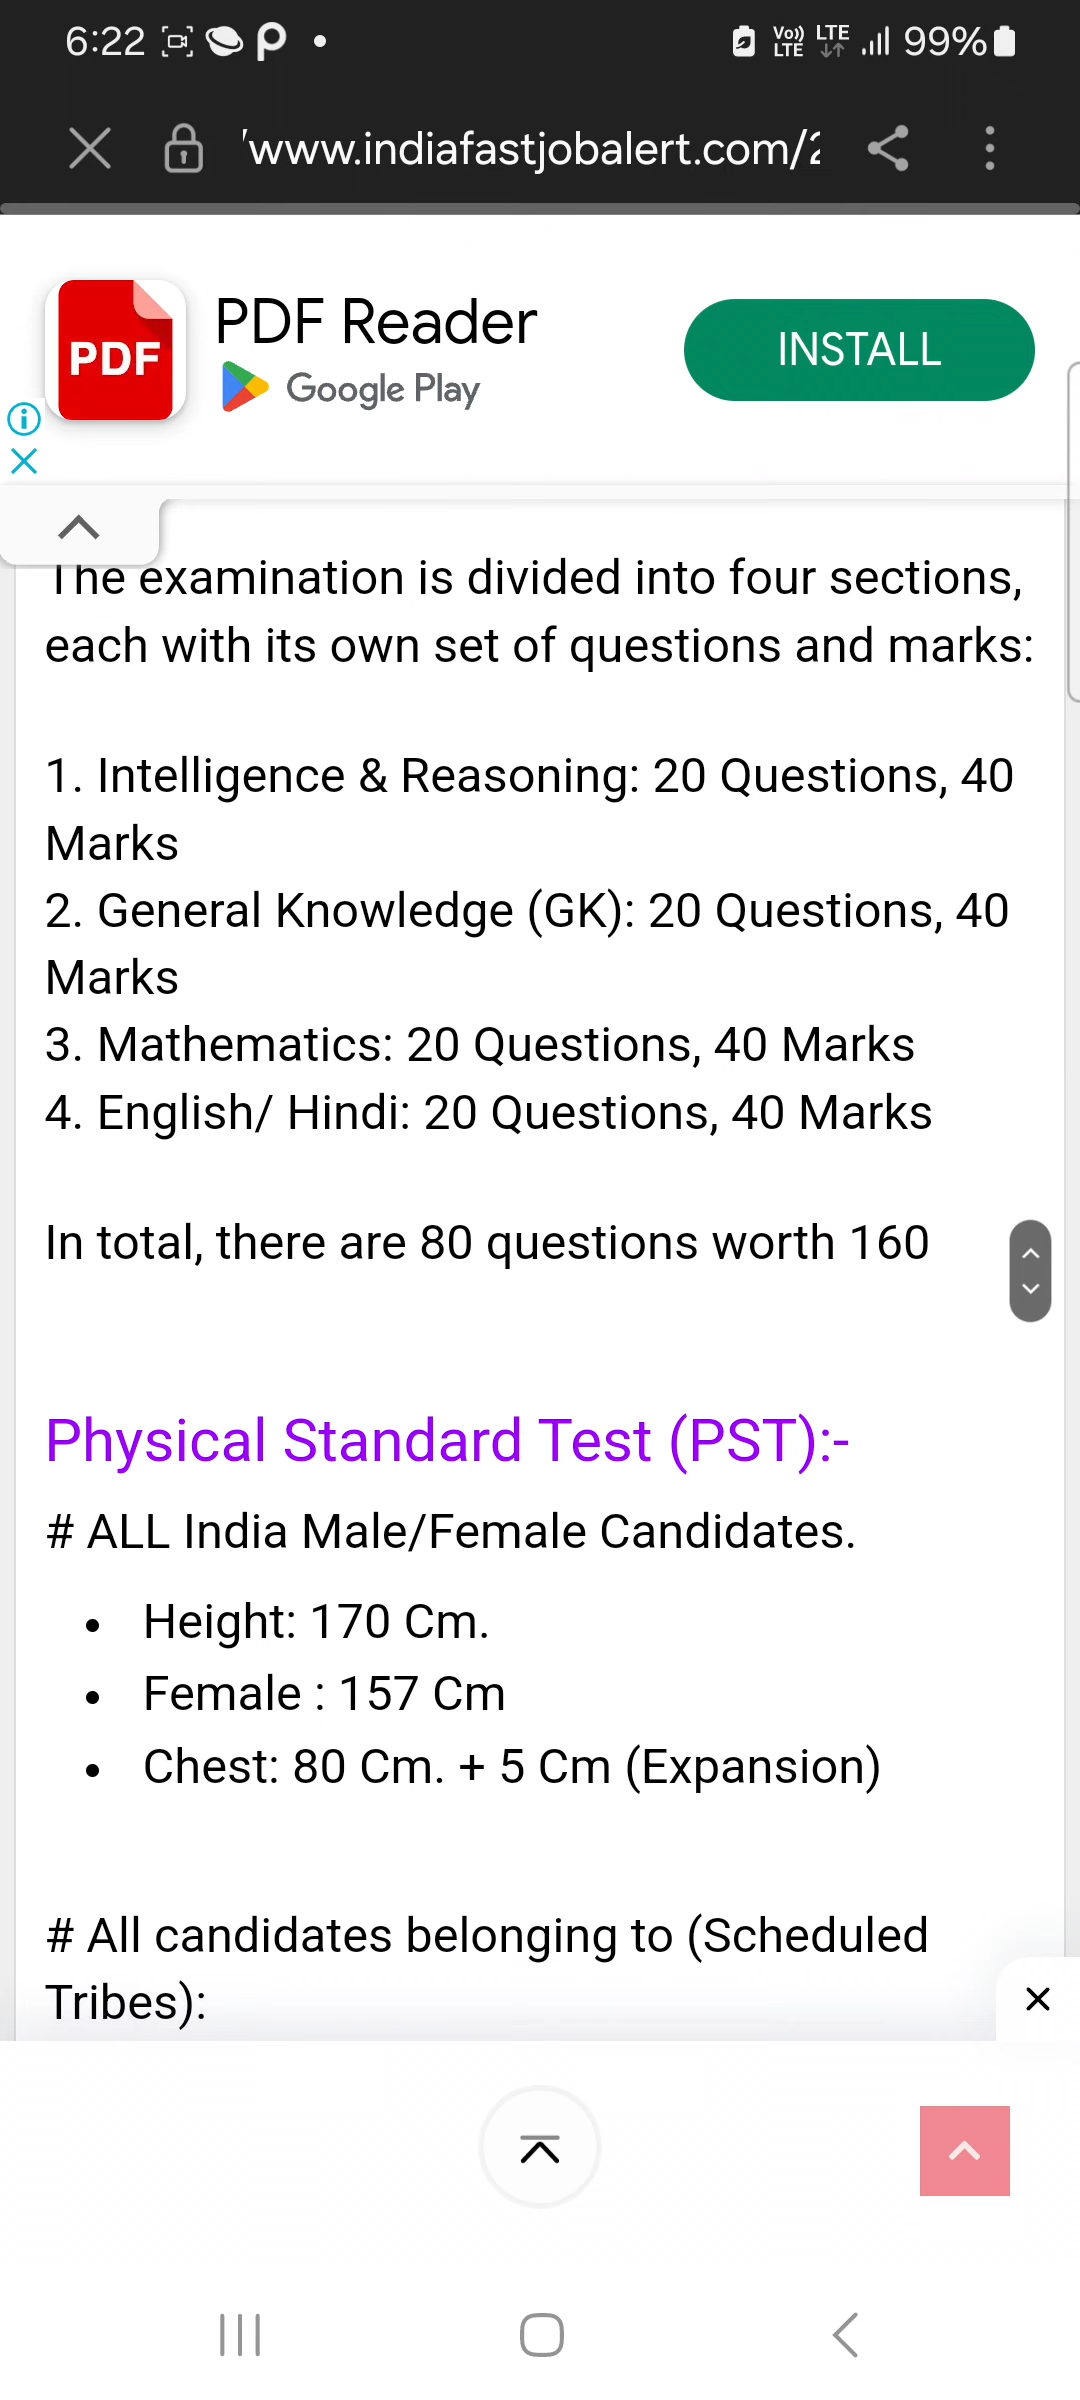 6:22
Vo)) LTE
LTE
99%
www.indiafastjobalert.com/2
PDF
PDF Reader
Google Play
INSTALL
The examination is divided into four sections,
each with its own set of questions and marks:
1. Intelligence & Reasoning: 20 Questions, 40
Marks
2. General Knowledge (GK): 20 Questions, 40
Marks
3. Mathematics: 20 Questions, 40 Marks
4. English/ Hindi: 20 Questions, 40 Marks
In total, there are 80 questions worth 160
Physical Standard Test (PST):-
# ALL India Male/Female Candidates.
• Height: 170 Cm.
• Female : 157 Cm
• Chest: 80 Cm. + 5 Cm (Expansion)
# All candidates belonging to (Scheduled
Tribes):